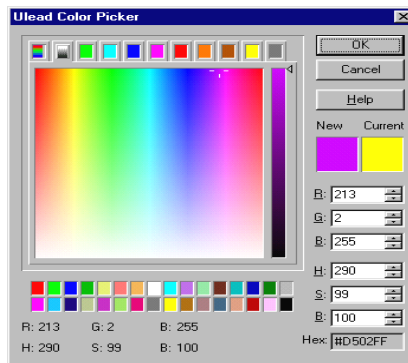 Ulead Color Picker
OK
Cancel
Help
New Current
R: 213
G: 2
B: 255
H: 290
S: 99
B: 100
Hex: #D502FF
R: 213 G: 2 B: 255
H: 290 S: 99 B: 100